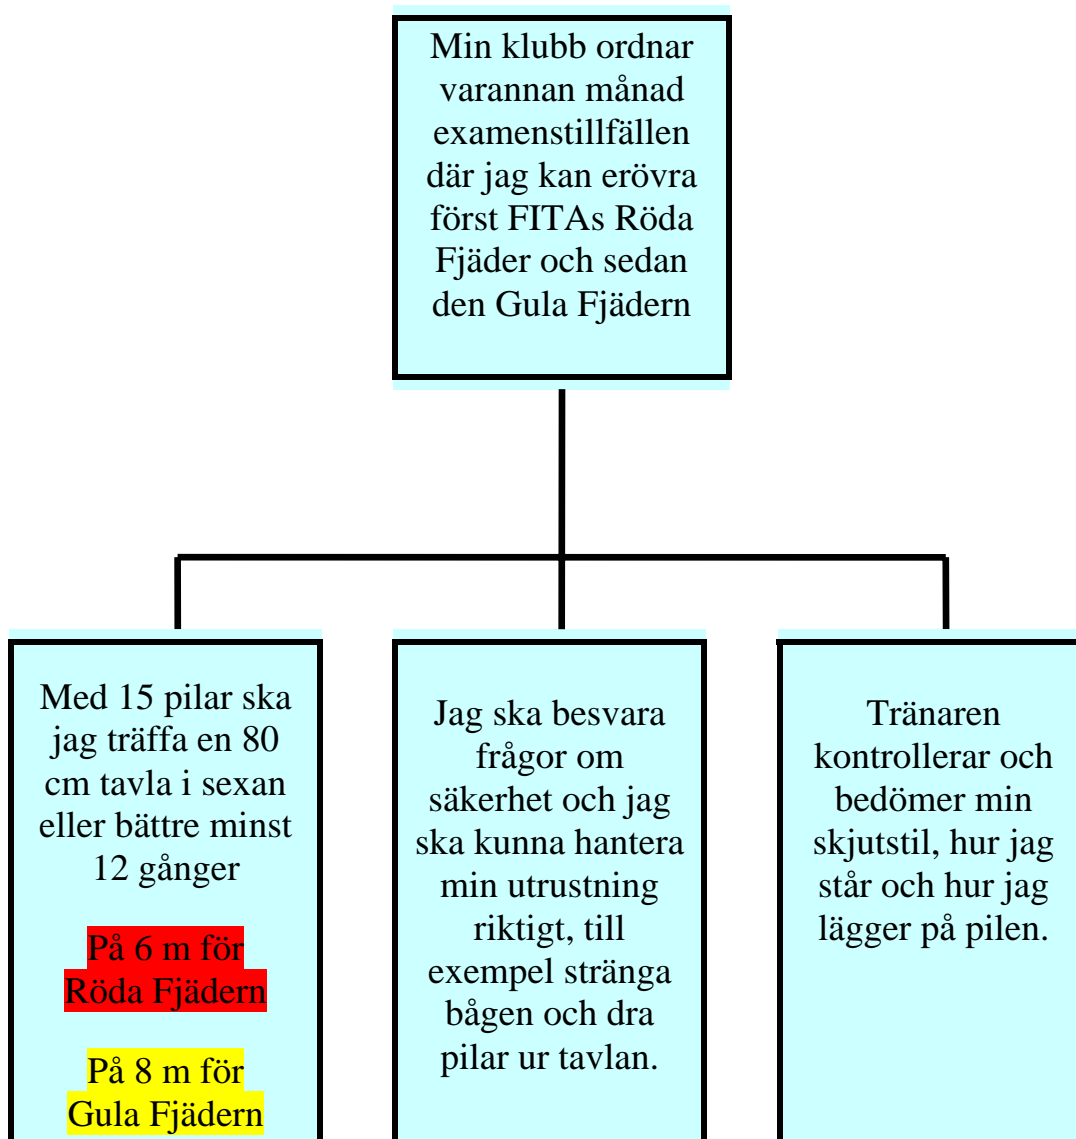 Min klubb ordnar
varannan månad
examenstillfällen
där jag kan erövra
först FITAs Röda
Fjäder och sedan
den Gula Fjädern
Med 15 pilar ska
jag träffa en 80
cm tavla i sexan
eller bättre minst
12 gånger
På 6 m för
Röda Fjädern
På 8 m för
Gula Fjädern
Jag ska besvara
frågor om
säkerhet och jag
ska kunna hantera
min utrustning
riktigt, till
exempel stränga
bågen och dra
pilar ur tavlan.
Tränaren
kontrollerar och
bedömer min
skjutstil, hur jag
står och hur jag
lägger på pilen.